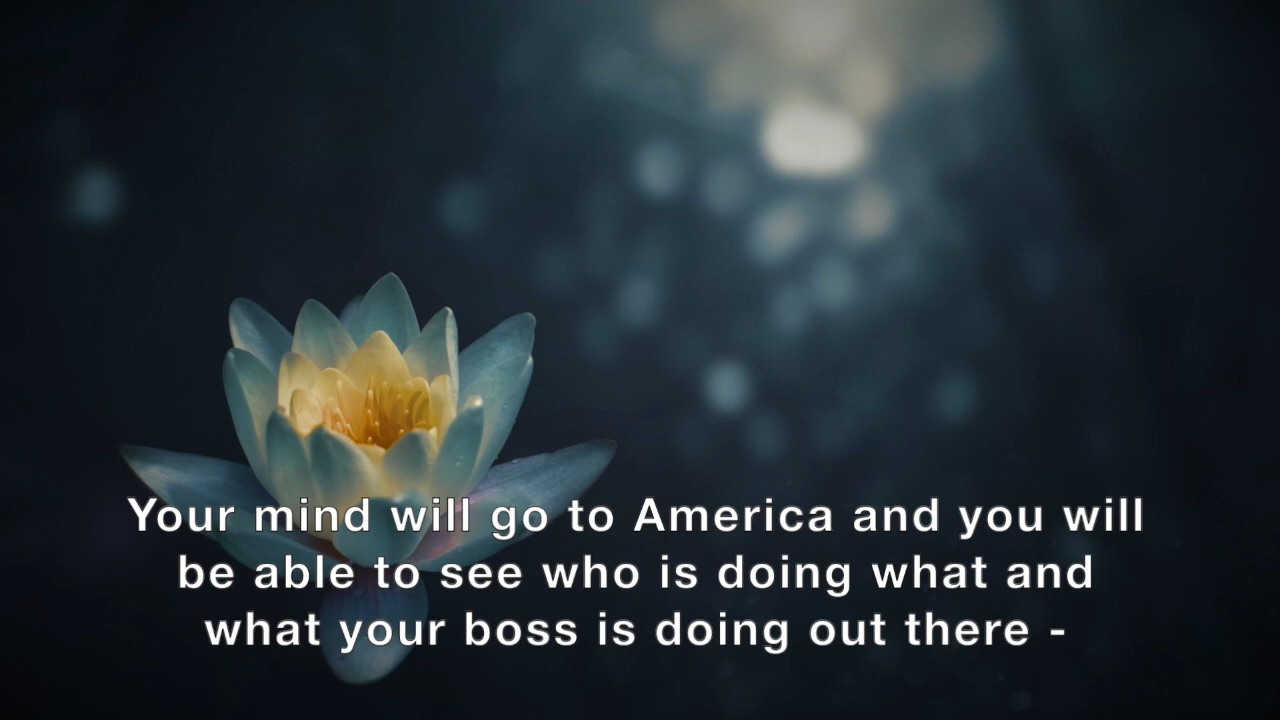 Your mind will go to America and you will
be able to see who is doing what and
what your boss is doing out there -